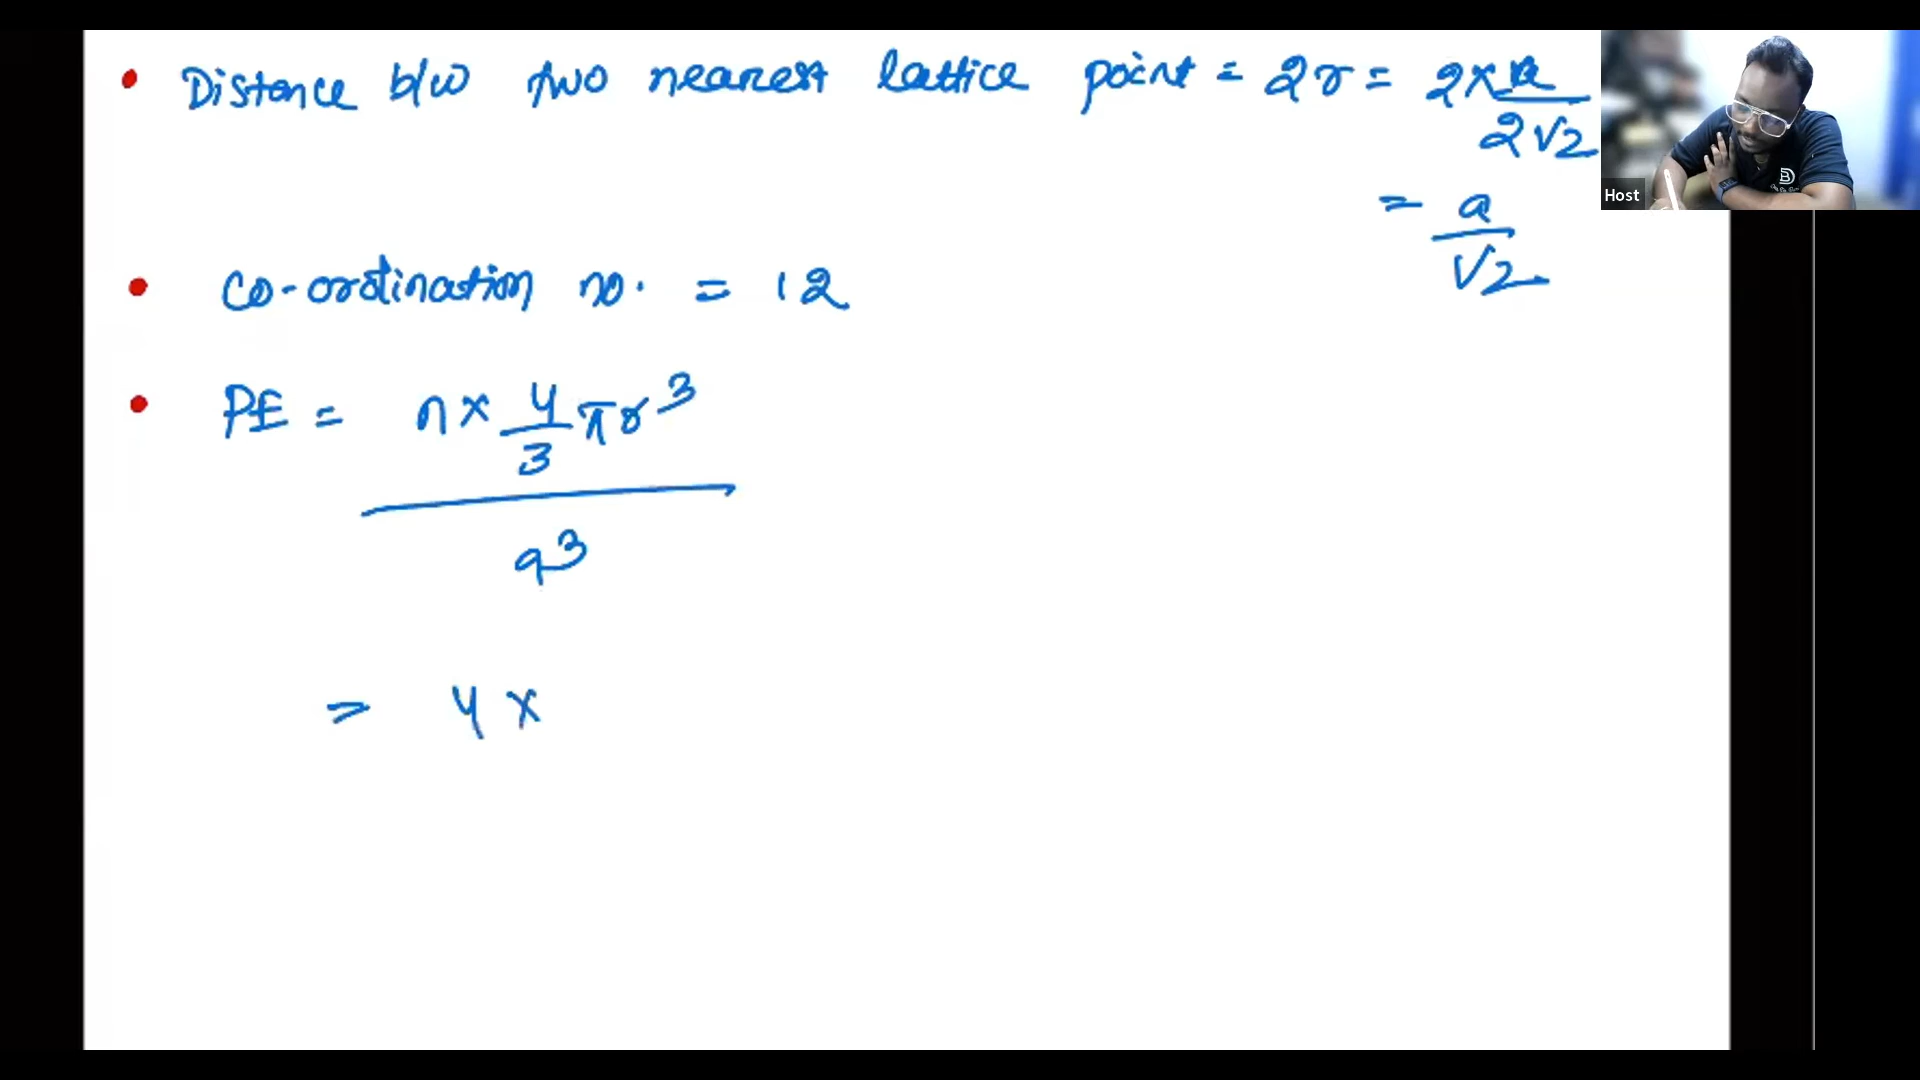 • Distance b/w two nearest lattice point = 2r = 2×a/2√2
= a/√2
Host
• Co-ordination no. = 12
• PE = n× 4/3 πr³ / a³
= 4 ×